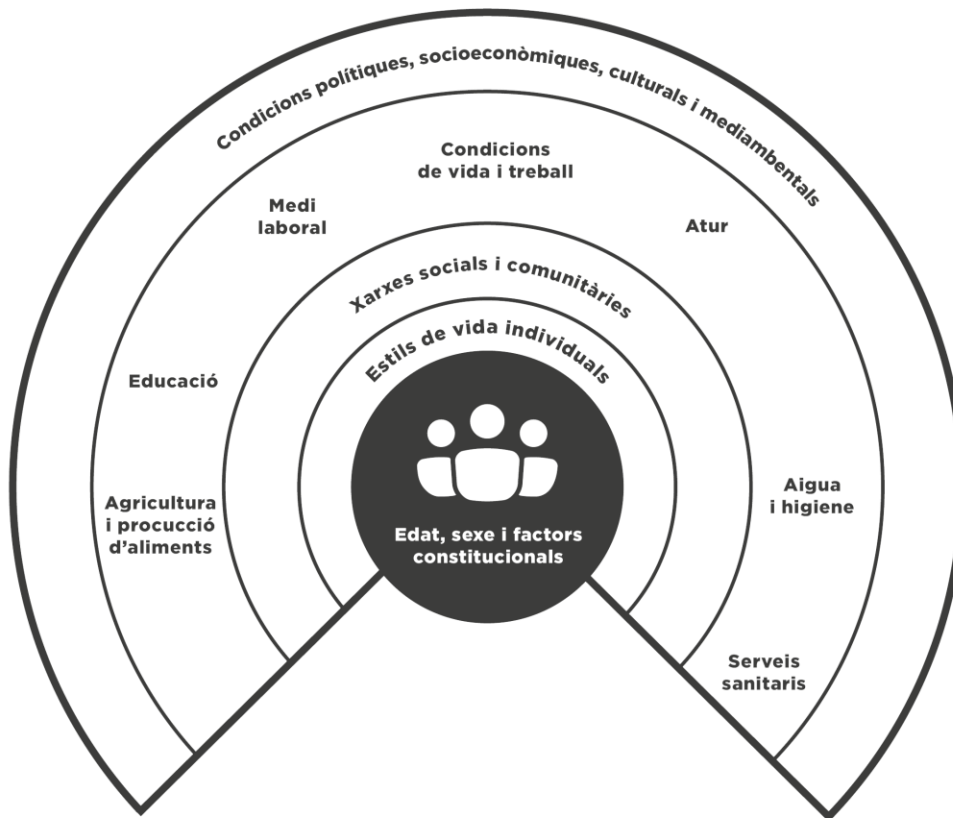 Condicions polítiques, socioeconòmiques, culturals i mediambentals
Condicions
de vida i treball
Medi
laboral
Atur
Xarxes socials i comunitàries
Estils de vida individuals
Educació
Agricultura
i procucció
d'aliments
Aigua
i higiene
Edat, sexe i factors
constitucionals
Serveis
sanitaris